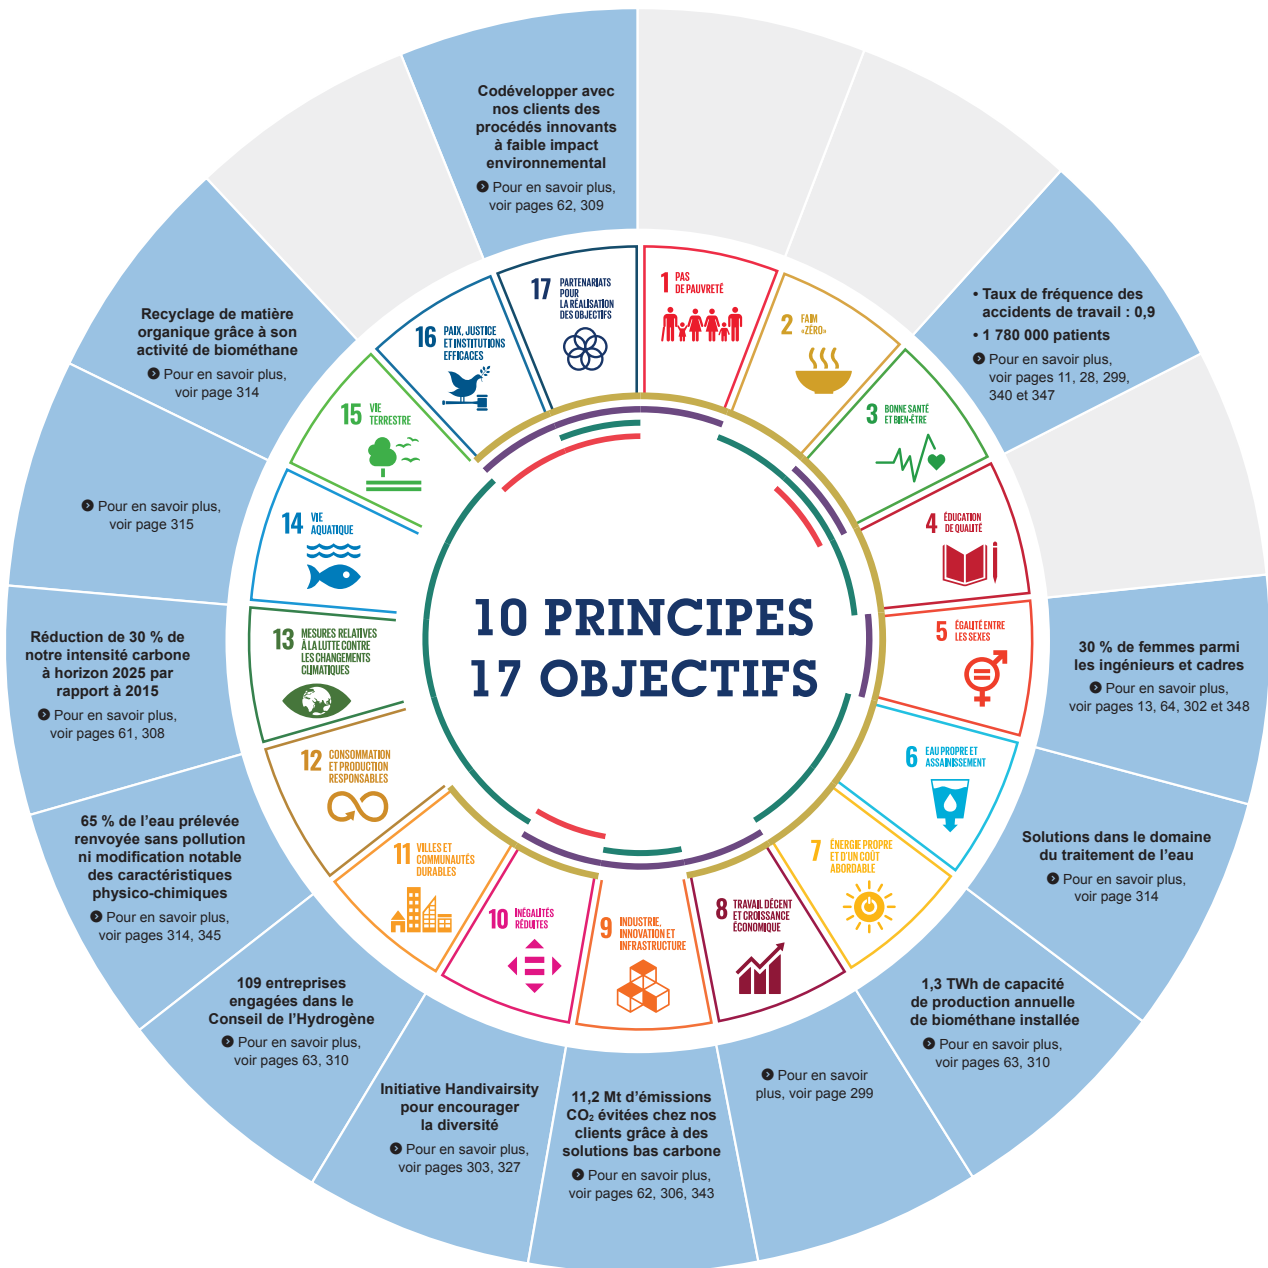 Codévelopper avec
nos clients des
procédés innovants
à faible impact
environnemental
Pour en savoir plus,
voir pages 62, 309
• Taux de fréquence des
accidents de travail : 0,9
• 1 780 000 patients
Pour en savoir plus,
voir pages 11, 28, 299,
340 et 347
30 % de femmes parmi
les ingénieurs et cadres
Pour en savoir plus,
voir pages 13, 64, 302 et 348
Solutions dans le domaine
du traitement de l’eau
Pour en savoir plus,
voir page 314
1,3 TWh de capacité
de production annuelle
de biométhane installée
Pour en savoir plus,
voir pages 63, 310
Pour en savoir
plus, voir page 299
11,2 Mt d’émissions
CO₂ évitées chez nos
clients grâce à des
solutions bas carbone
Pour en savoir plus,
voir pages 62, 306, 343
Initiative Handivairsity
pour encourager
la diversité
Pour en savoir plus,
voir pages 303, 327
109 entreprises
engagées dans le
Conseil de l’Hydrogène
Pour en savoir plus,
voir pages 63, 310
65 % de l’eau prélevée
renvoyée sans pollution
ni modification notable
des caractéristiques
physico-chimiques
Pour en savoir plus,
voir pages 314, 345
Réduction de 30 % de
notre intensité carbone
à horizon 2025 par
rapport à 2015
Pour en savoir plus,
voir pages 61, 308
Pour en savoir plus,
voir page 315
Recyclage de matière
organique grâce à son
activité de biométhane
Pour en savoir plus,
voir page 314
1 PAS
DE PAUVRETÉ
2 FAIM
«ZÉRO»
3 BONNE SANTÉ
ET BIEN-ÊTRE
4 ÉDUCATION
DE QUALITÉ
5 ÉGALITÉ ENTRE
LES SEXES
6 EAU PROPRE ET
ASSAINISSEMENT
7 ÉNERGIE PROPRE
ET D'UN COÛT
ABORDABLE
8 TRAVAIL DÉCENT
ET CROISSANCE
ÉCONOMIQUE
9 INDUSTRIE,
INNOVATION ET
INFRASTRUCTURE
10 INÉGALITÉS
RÉDUITES
11 VILLES ET
COMMUNAUTÉS
DURABLES
12 CONSOMMATION
ET PRODUCTION
RESPONSABLES
13 MESURES RELATIVES
À LA LUTTE CONTRE
LES CHANGEMENTS
CLIMATIQUES
14 VIE
AQUATIQUE
15 VIE
TERRESTRE
16 PAIX, JUSTICE
ET INSTITUTIONS
EFFICACES
17 PARTENARIATS
POUR
LA RÉALISATION
DES OBJECTIFS
10 PRINCIPES
17 OBJECTIFS